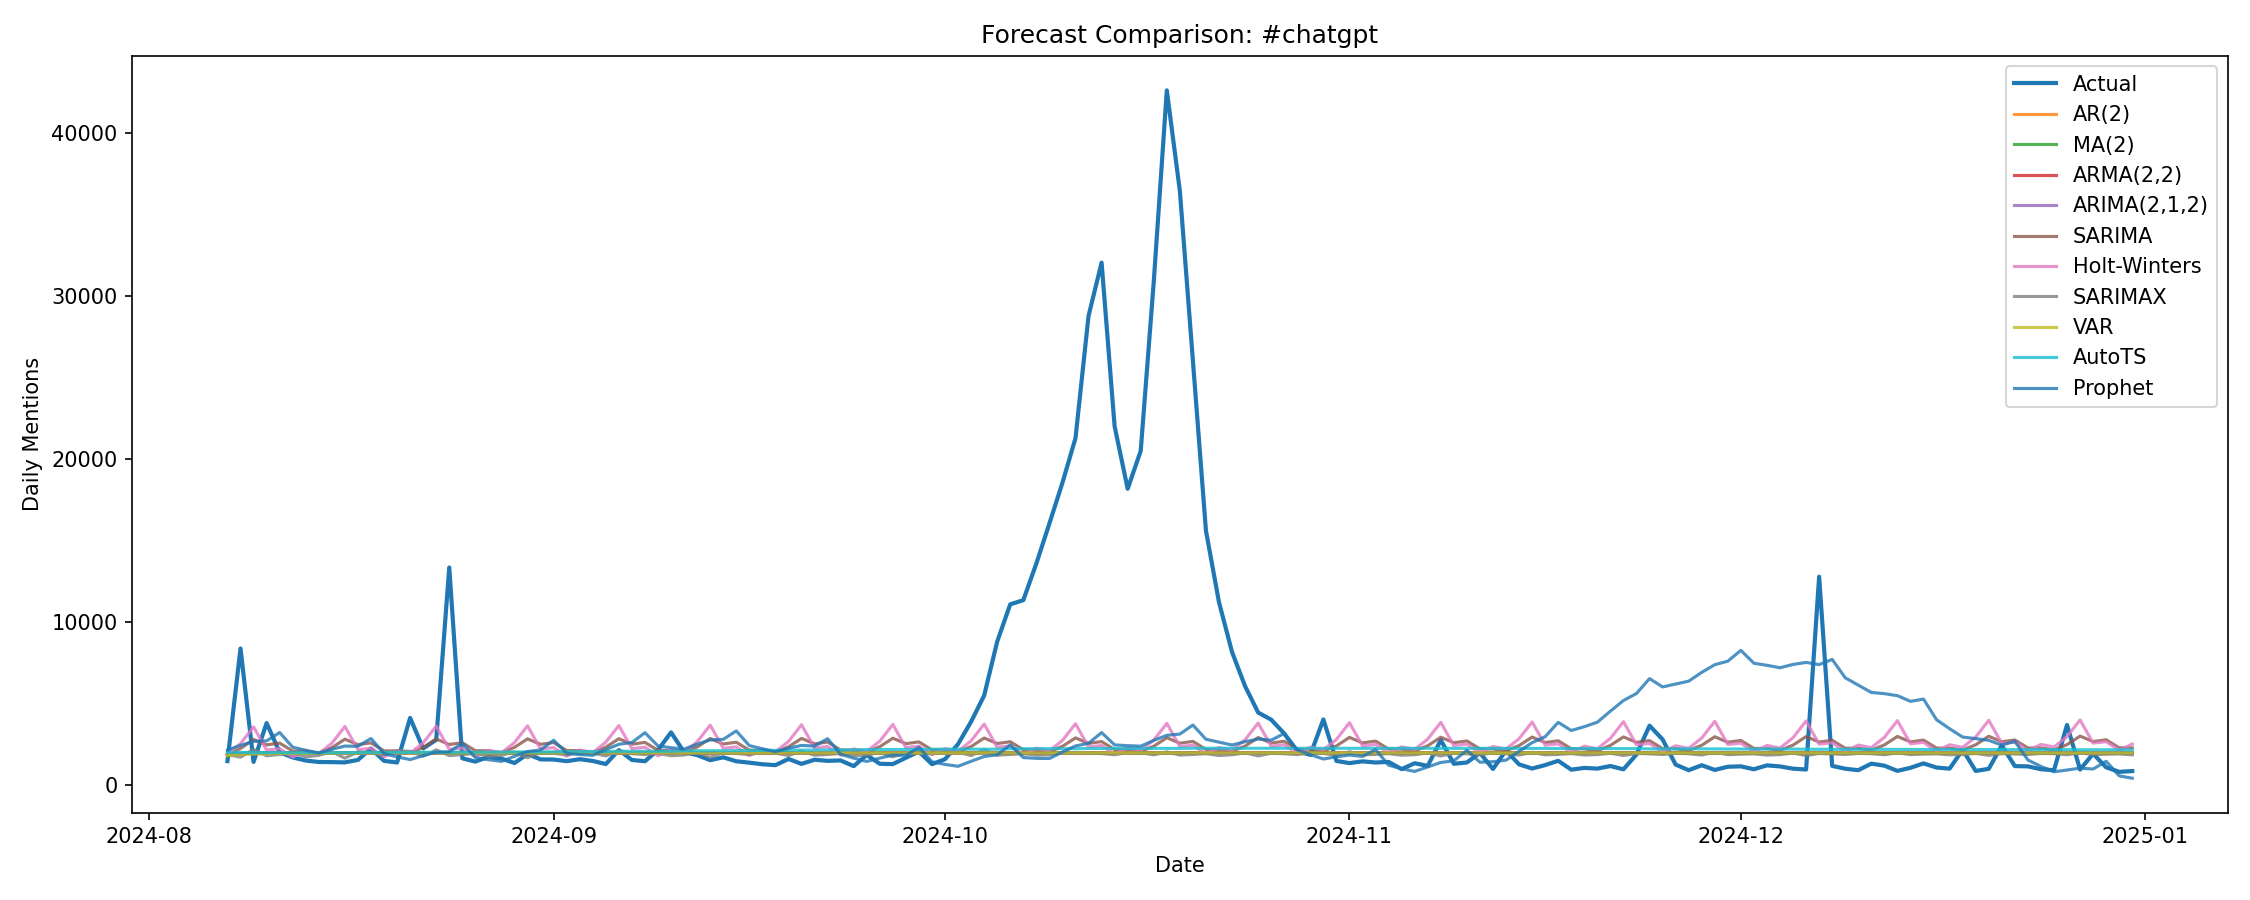 Forecast Comparison: #chatgpt
Actual
AR(2)
MA(2)
ARMA(2,2)
ARIMA(2,1,2)
SARIMA
Holt-Winters
SARIMAX
VAR
AutoTS
Prophet
Daily Mentions
40000
30000
20000
10000
0
2024-08
2024-09
2024-10
2024-11
2024-12
2025-01
Date